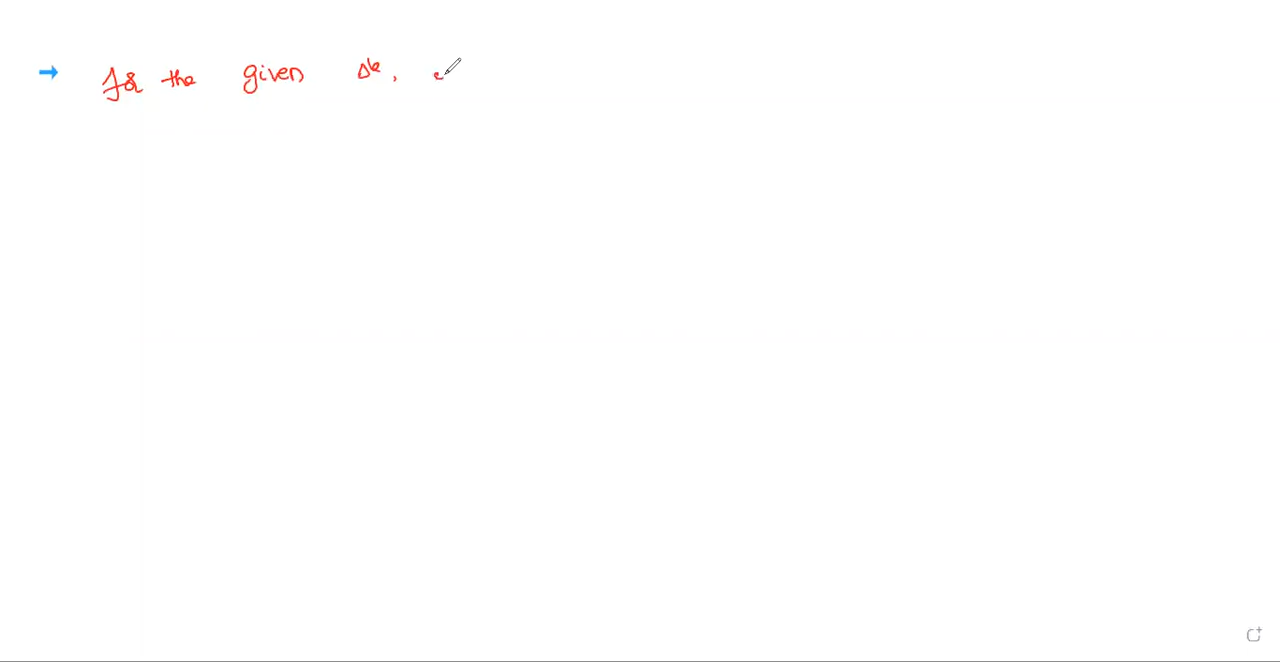 → for the given Δle,